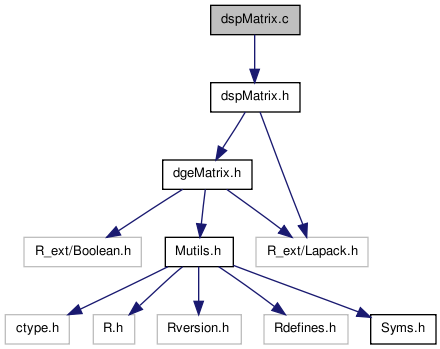 dspMatrix.c
dspMatrix.h
dgeMatrix.h
R_ext/Boolean.h
Mutils.h
R_ext/Lapack.h
ctype.h
R.h
Rversion.h
Rdefines.h
Syms.h